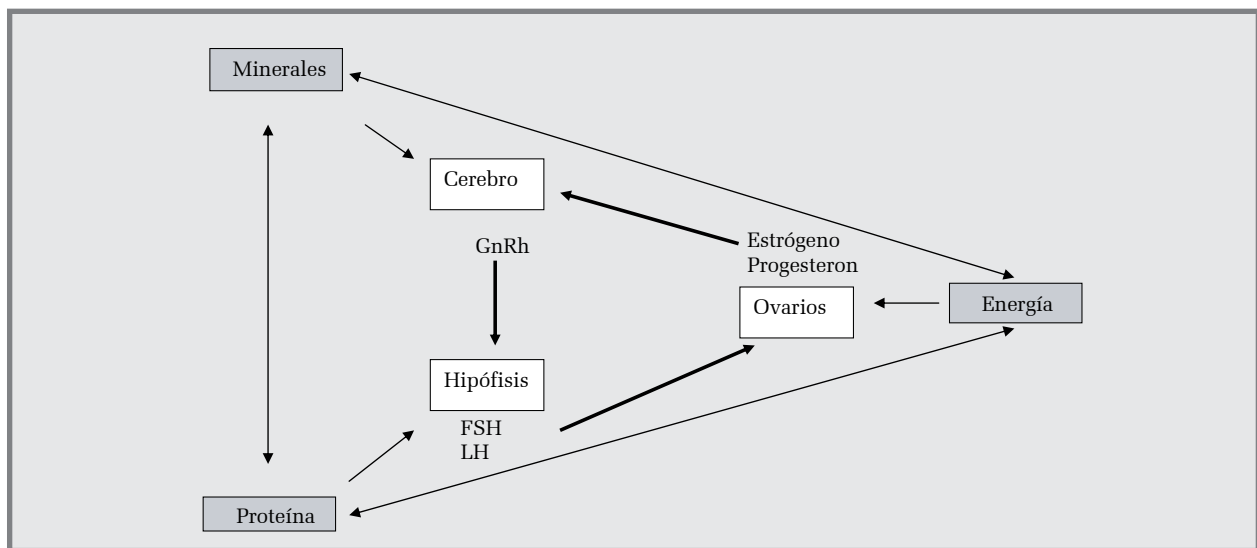 Minerales
Cerebro
GnRh
Estrógeno
Progesteron
Ovarios
Energía
Hipófisis
FSH
LH
Proteína